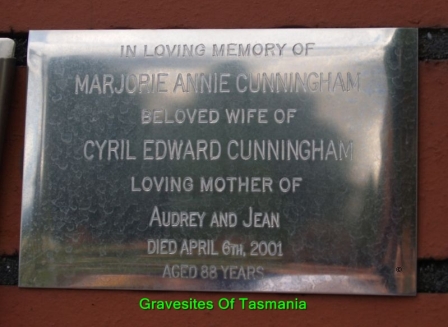 IN LOVING MEMORY OF
MARJORIE ANNIE CUNNINGHAM
BELOVED WIFE OF
CYRIL EDWARD CUNNINGHAM
LOVING MOTHER OF
AUDREY AND JEAN
DIED APRIL 6TH, 2001
AGED 88 YEARS
Gravesites Of Tasmania